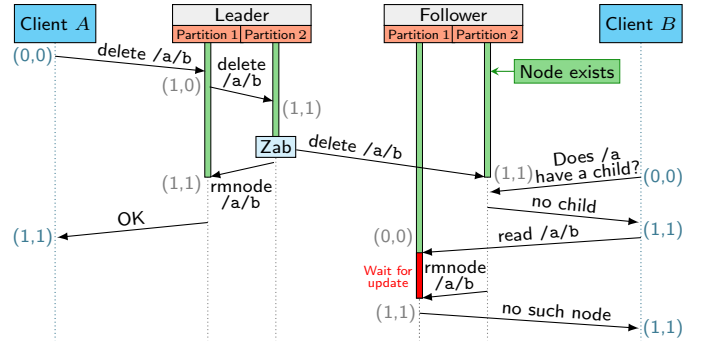 Client A
Leader
Partition 1 Partition 2
Follower
Partition 1 Partition 2
Client B
(0,0)
delete /a/b
delete
/a/b
(1,0)
(1,1)
Node exists
Zab
delete /a/b
(1,1)
rmnode
/a/b
(1,1)
Does /a
have a child?
(0,0)
no child
(1,1)
OK
(1,1)
read /a/b
(0,0)
Wait for
update
rmnode
/a/b
(1,1)
no such node
(1,1)